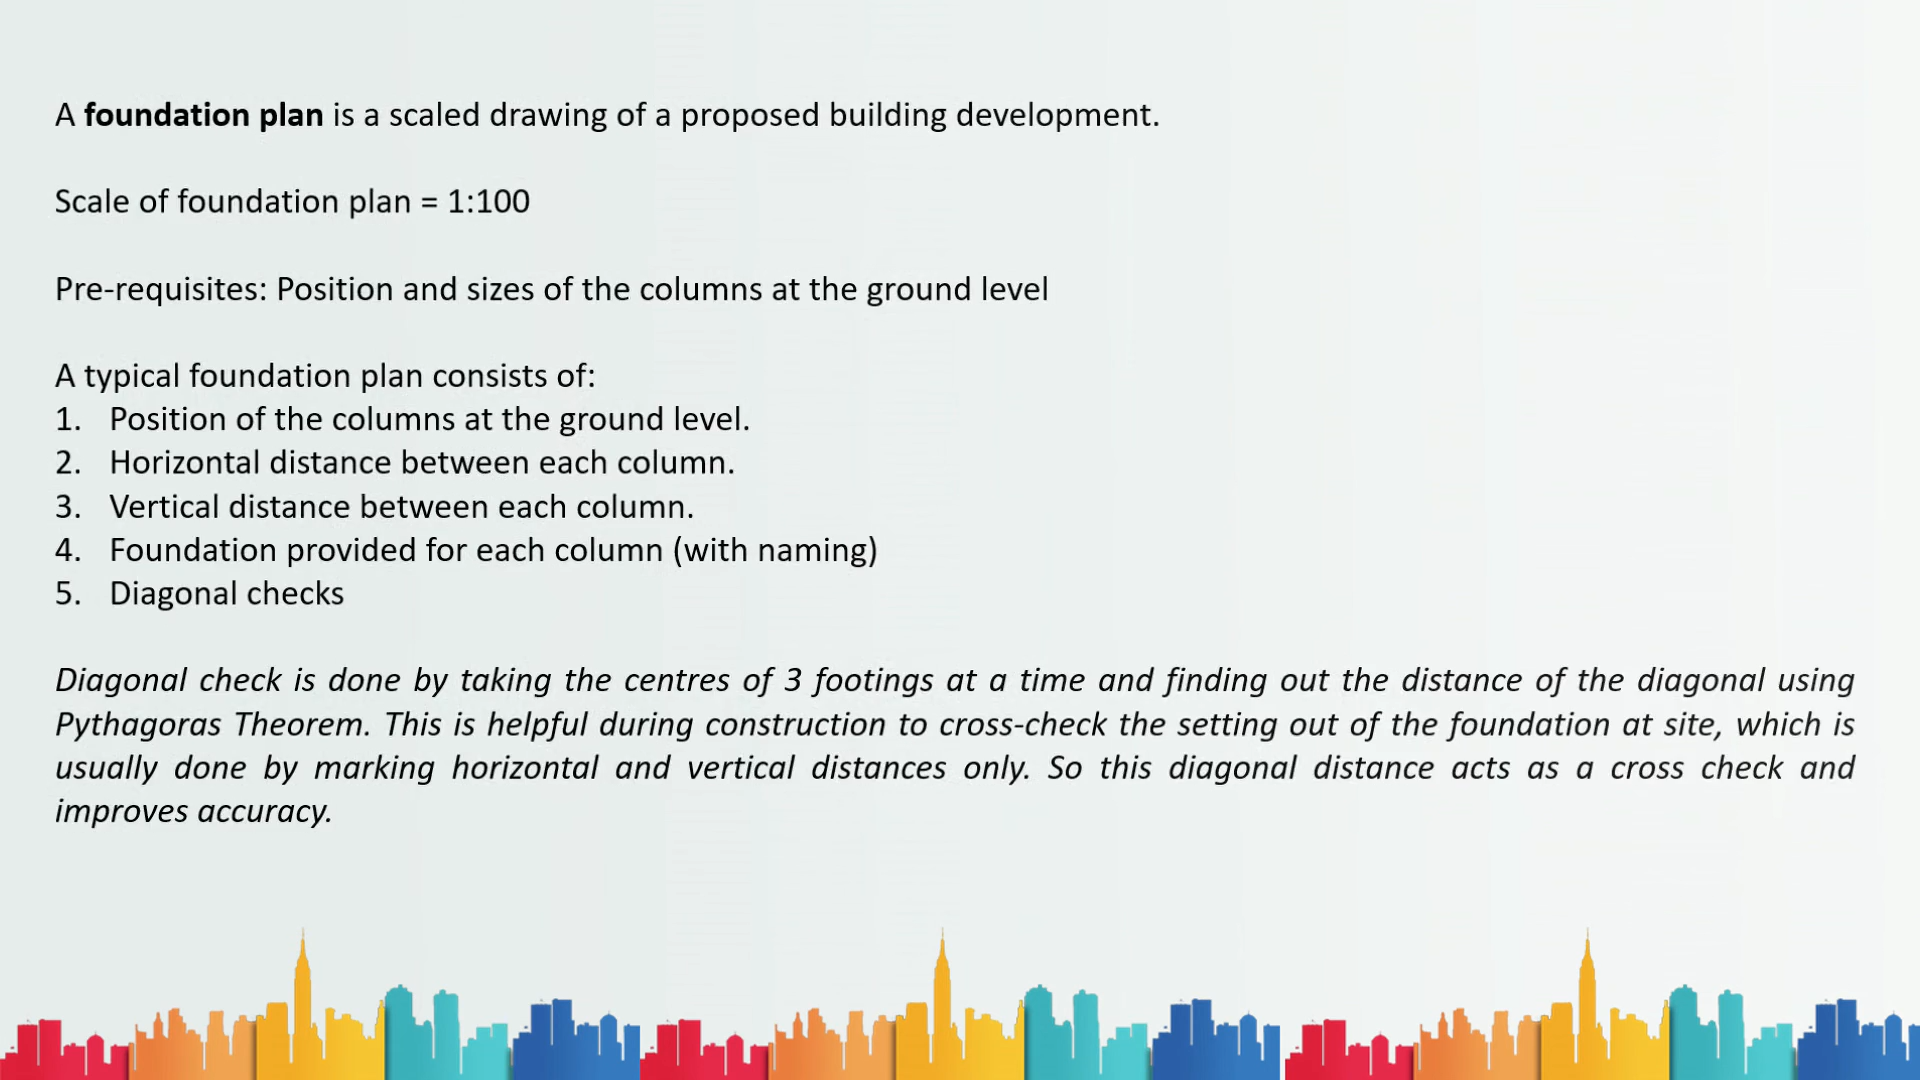 A foundation plan is a scaled drawing of a proposed building development.
Scale of foundation plan = 1:100
Pre-requisites: Position and sizes of the columns at the ground level
A typical foundation plan consists of:
1. Position of the columns at the ground level.
2. Horizontal distance between each column.
3. Vertical distance between each column.
4. Foundation provided for each column (with naming)
5. Diagonal checks
Diagonal check is done by taking the centres of 3 footings at a time and finding out the distance of the diagonal using
Pythagoras Theorem. This is helpful during construction to cross-check the setting out of the foundation at site, which is
usually done by marking horizontal and vertical distances only. So this diagonal distance acts as a cross check and
improves accuracy.